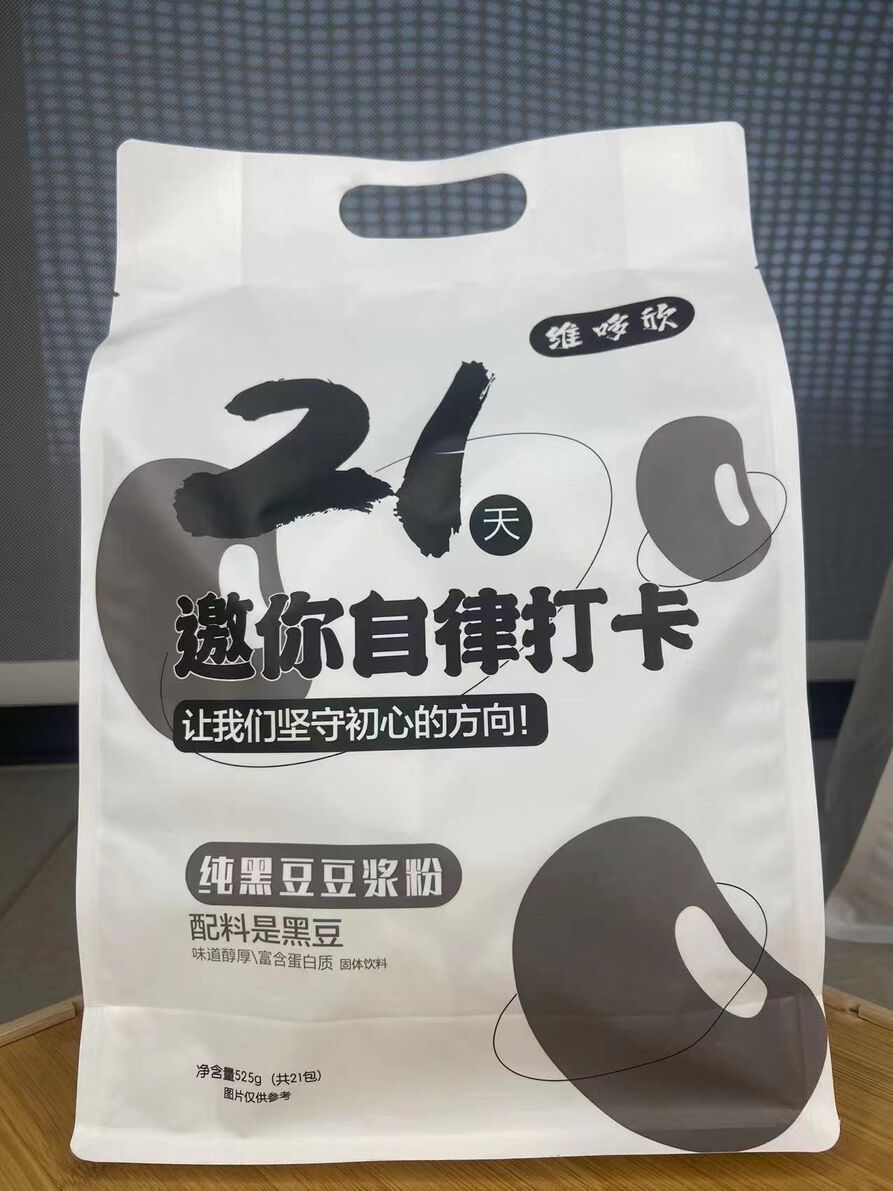 维哆欣
21天
邀你自律打卡
让我们坚守初心的方向!
纯黑豆豆浆粉
配料是黑豆
味道醇厚\富含蛋白质 固体饮料
净含量525g (共21包)
图片仅供参考